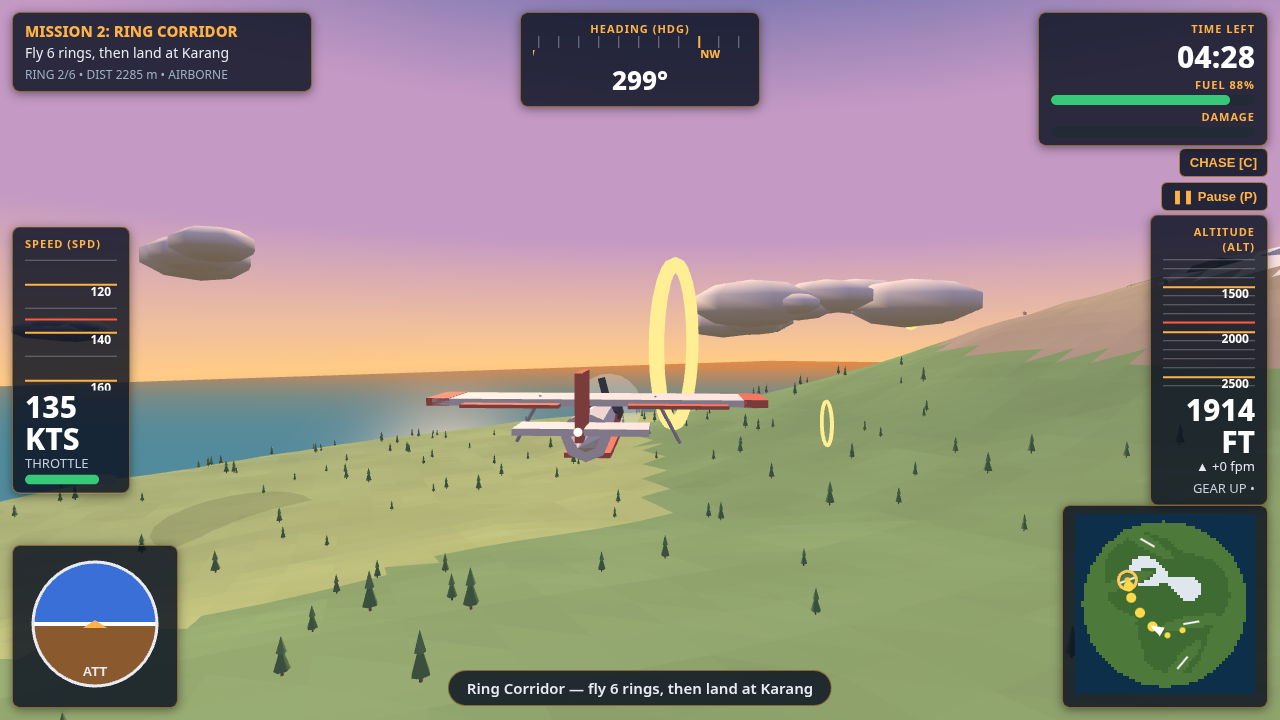 MISSION 2: RING CORRIDOR
Fly 6 rings, then land at Karang
RING 2/6 • DIST 2285 m • AIRBORNE
HEADING (HDG)
NW
299°
TIME LEFT
04:28
FUEL 88%
DAMAGE
CHASE [C]
❚❚ Pause (P)
SPEED (SPD)
120
140
160
135
KTS
THROTTLE
ALTITUDE
(ALT)
1500
2000
2500
1914
FT
▲ +0 fpm
GEAR UP •
ATT
Ring Corridor — fly 6 rings, then land at Karang